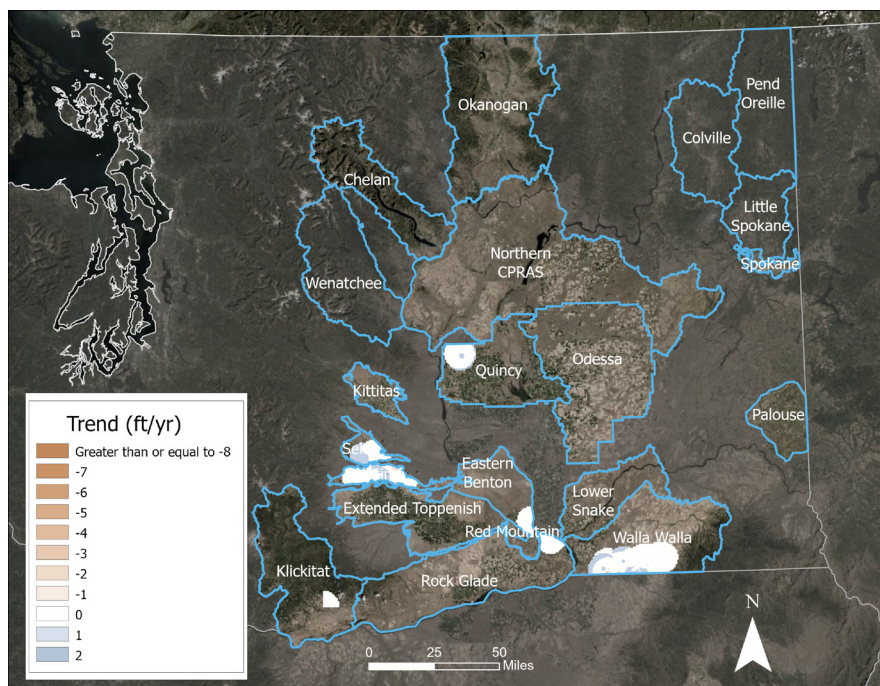 Okanogan
Pend
Oreille
Colville
Chelan
Little
Spokane
Northern
CPRAS
Spokane
Wenatchee
Odessa
Quincy
Kittitas
Palouse
Eastern
Benton
Lower
Snake
Extended Toppenish
Red Mountain
Walla Walla
Klickitat
Rock Glade
Trend (ft/yr)
Greater than or equal to -8
-7
-6
-5
-4
-3
-2
-1
0
1
2
N
0 25 50
Miles